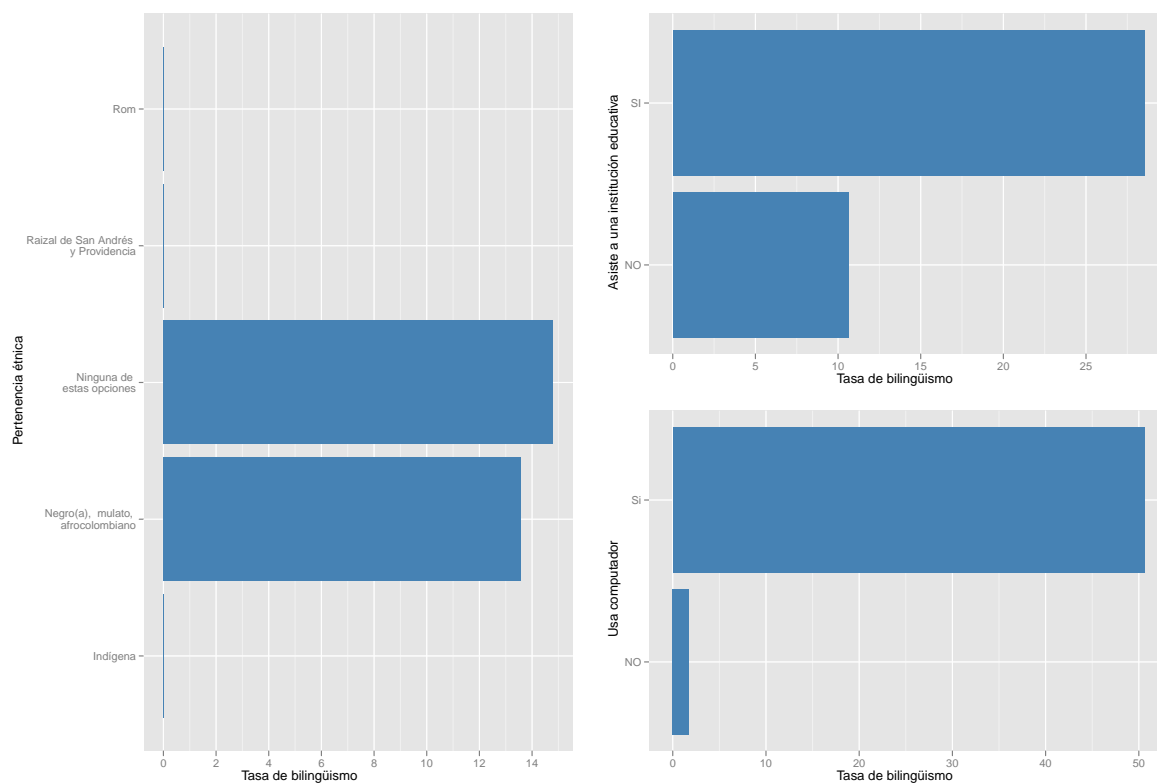 Pertenencia étnica
Rom
Raizal de San Andrés
y Providencia
Ninguna de
estas opciones
Negro(a), mulato,
afrocolombiano
Indígena
0 2 4 6 8 10 12 14
Tasa de bilingüismo
Asiste a una institución educativa
SI
NO
0 5 10 15 20 25
Tasa de bilingüismo
Usa computador
Si
NO
0 10 20 30 40 50
Tasa de bilingüismo